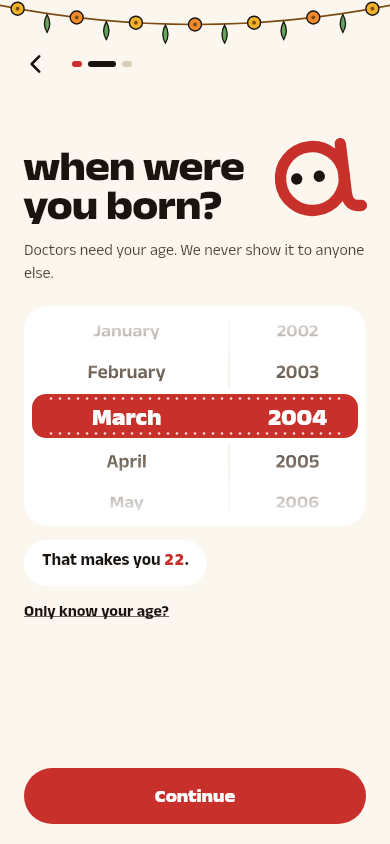 when were
you born?
Doctors need your age. We never show it to anyone
else.
January 2002
February 2003
March 2004
April 2005
May 2006
That makes you 22.
Only know your age?
Continue